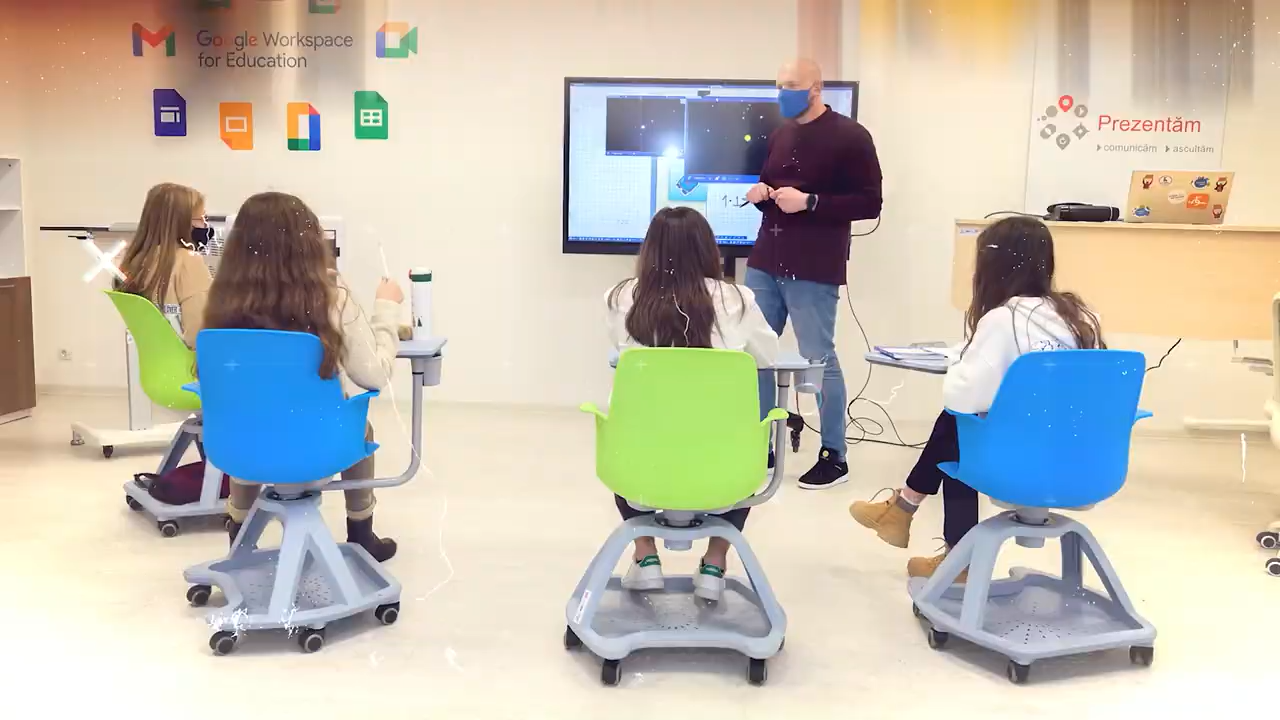 Google Workspace
for Education
Prezentăm
comunicăm ascultăm